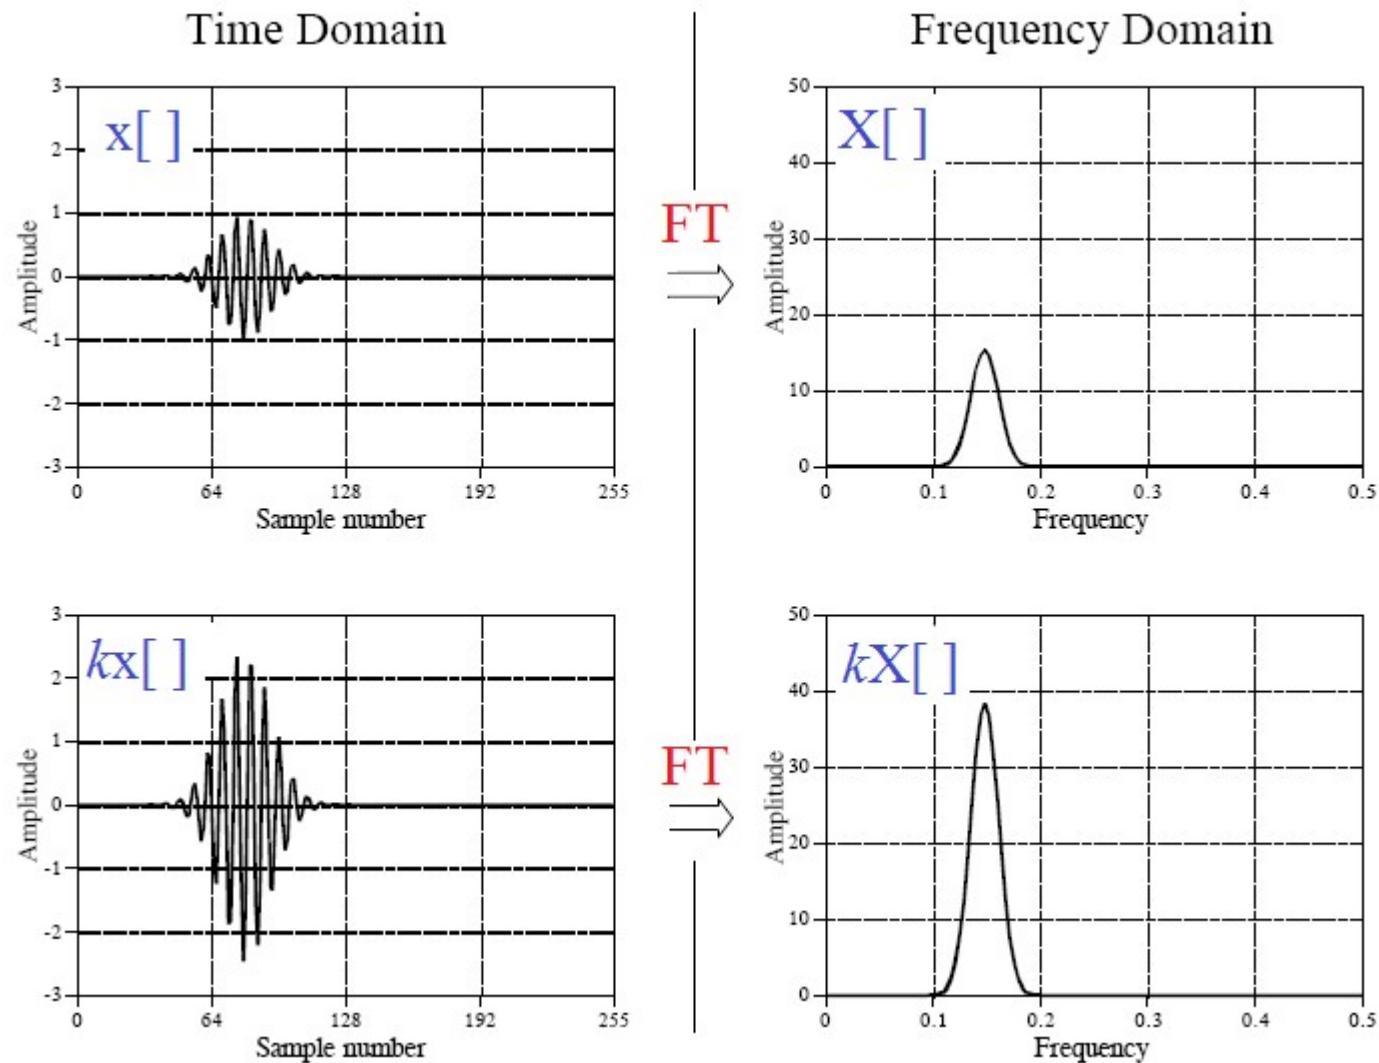 Time Domain
Frequency Domain
x[ ]
3
2
1
0
-1
-2
-3
Amplitude
0 64 128 192 255
Sample number
FT
X[ ]
50
40
30
20
10
0
Amplitude
0 0.1 0.2 0.3 0.4 0.5
Frequency
kx[ ]
3
2
1
0
-1
-2
-3
Amplitude
0 64 128 192 255
Sample number
FT
kX[ ]
50
40
30
20
10
0
Amplitude
0 0.1 0.2 0.3 0.4 0.5
Frequency